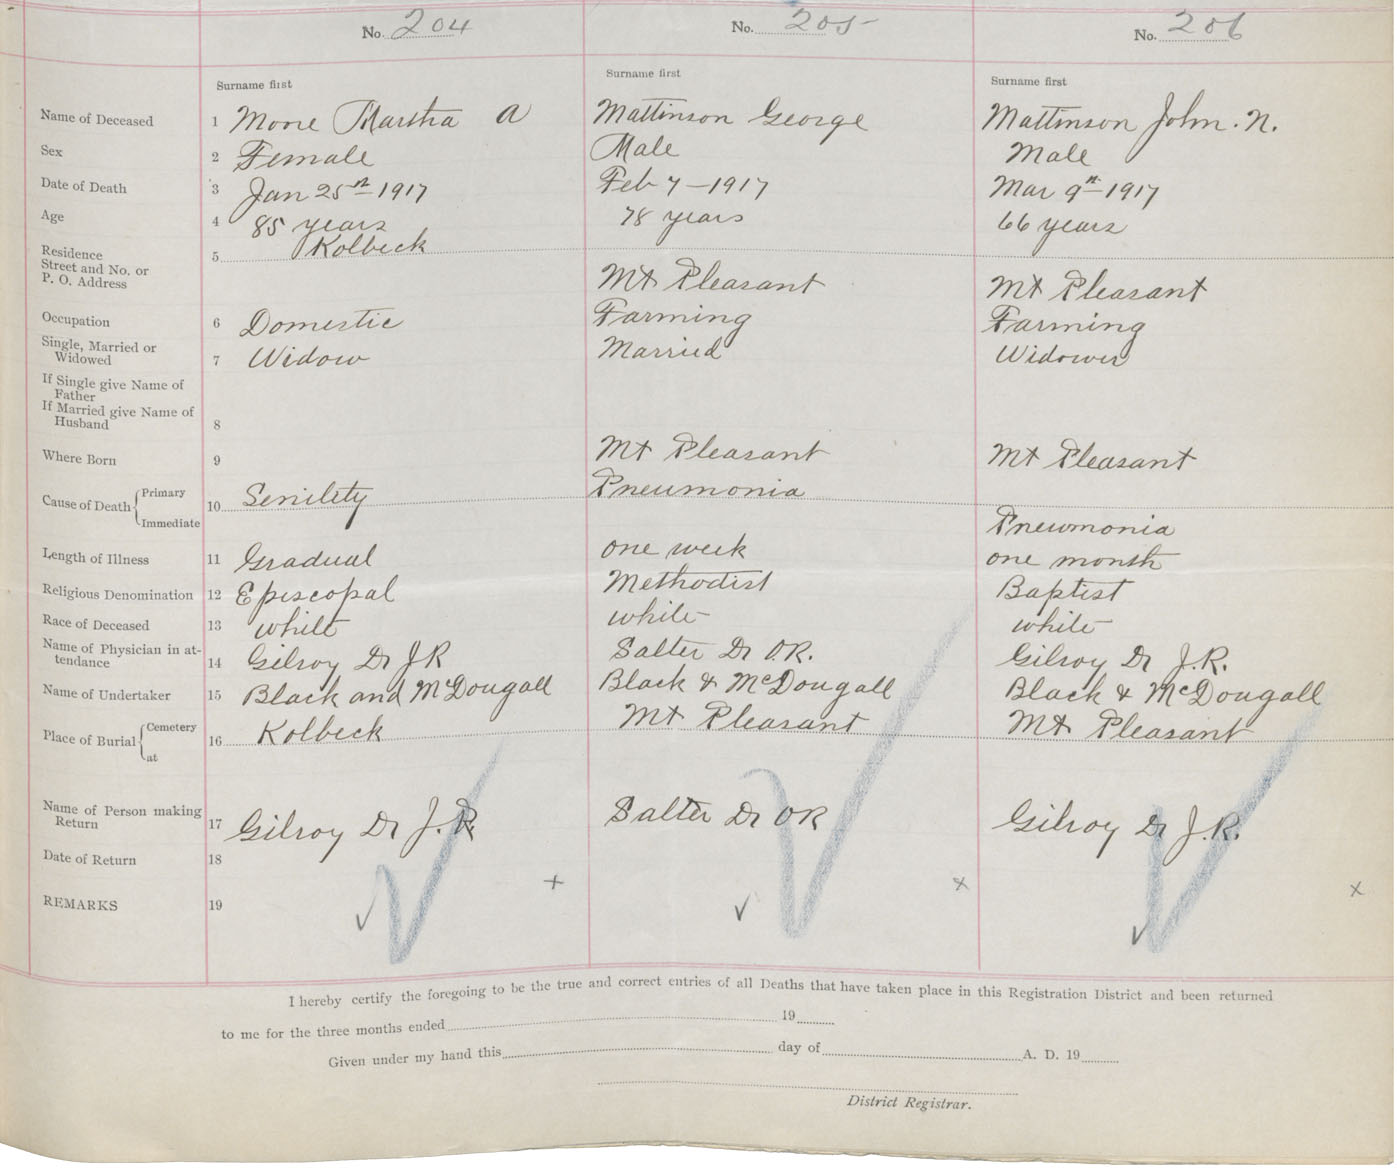 No. 204 No. 205 No. 206
Surname first Surname first Surname first
Name of Deceased 1 Mone Martha A Mattinson George Mattinson John. N.
Sex 2 Female Male Male
Date of Death 3 Jan 25th 1917 Feb 7 - 1917 Mar 9th 1917
Age 4 85 years 78 years 66 years
Residence 5 Kolbeck
Street and No. or
P. O. Address Mt Pleasant Mt Pleasant
Occupation 6 Domestic Farming Farming
Single, Married or
Widowed 7 Widow Married Widower
If Single give Name of
Father
If Married give Name of
Husband 8
Where Born 9 Mt Pleasant Mt Pleasant
Cause of Death { Primary
10 Senility Pneumonia
Immediate Pneumonia
Length of Illness 11 Gradual one week one month
Religious Denomination 12 Episcopal Methodist Baptist
Race of Deceased 13 white white white
Name of Physician in at-
tendance 14 Gilroy Dr J R Salter Dr O.R. Gilroy Dr J.R.
Name of Undertaker 15 Black and McDougall Black & McDougall Black & McDougall
Place of Burial { Cemetery
16 Kolbeck Mt Pleasant Mt Pleasant
at
Name of Person making
Return 17 Gilroy Dr J. R. Salter Dr OR Gilroy Dr J.R.
Date of Return 18
REMARKS 19
I hereby certify the foregoing to be the true and correct entries of all Deaths that have taken place in this Registration District and been returned
to me for the three months ended 19
Given under my hand this day of A. D. 19
District Registrar.